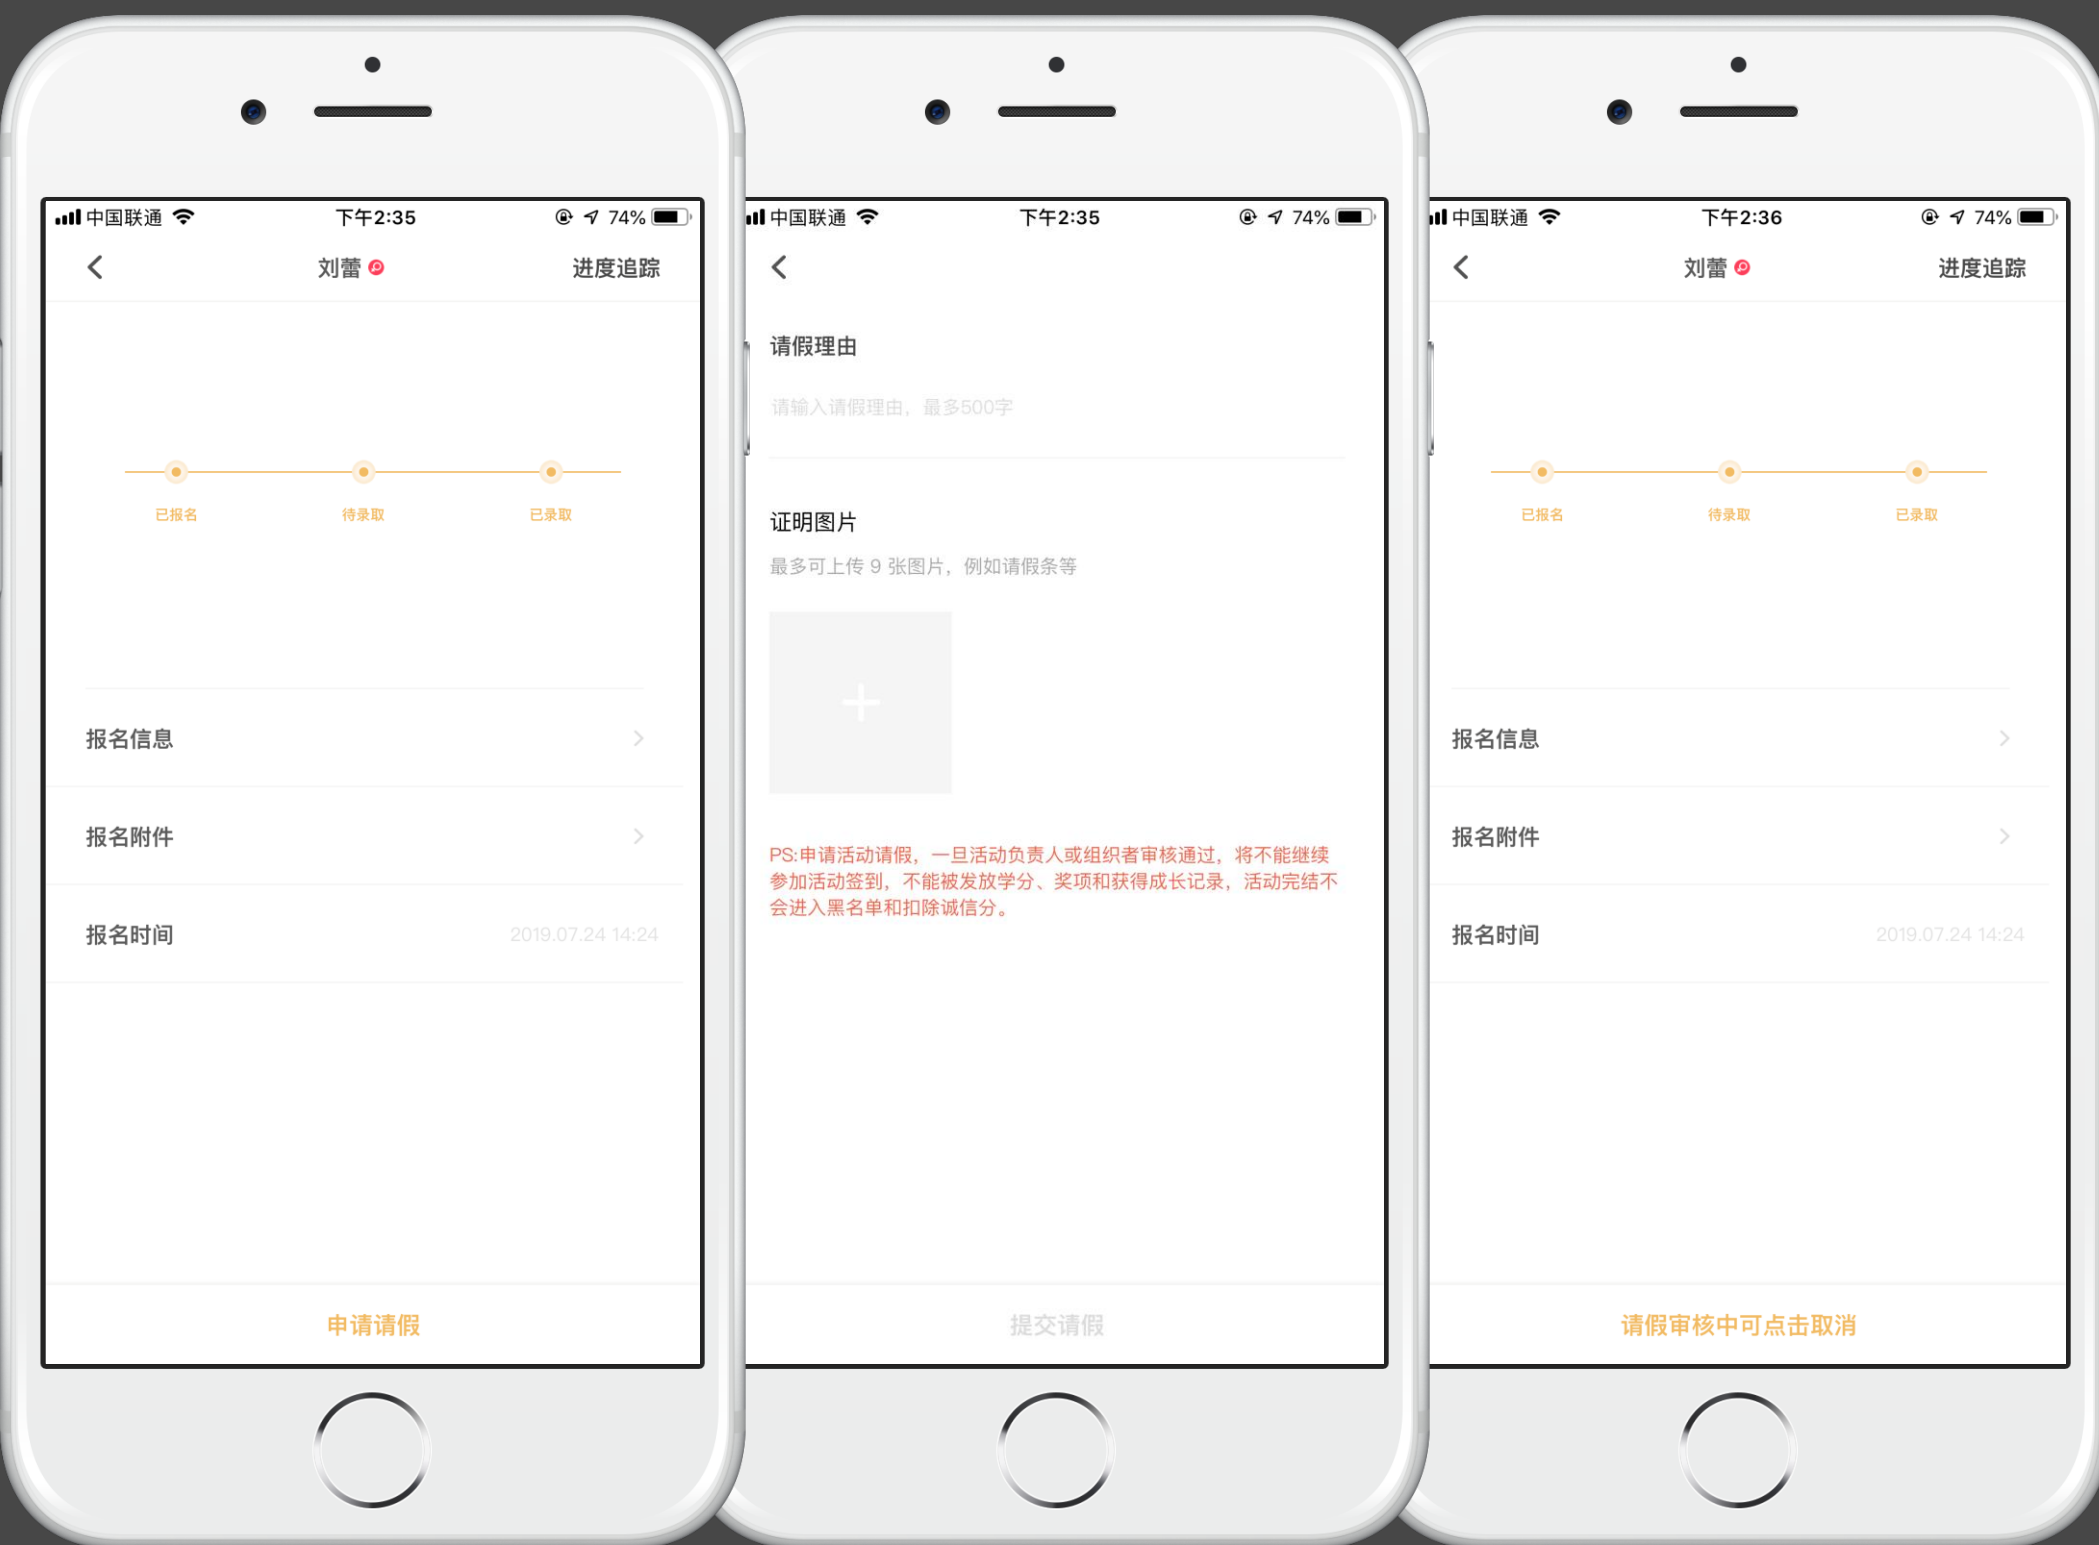 中国联通
下午2:35
74%
刘蕾
进度追踪
已报名
待录取
已录取
报名信息
报名附件
报名时间
2019.07.24 14:24
申请请假
中国联通
下午2:35
74%
请假理由
请输入请假理由，最多500字
证明图片
最多可上传 9 张图片，例如请假条等
PS:申请活动请假，一旦活动负责人或组织者审核通过，将不能继续
参加活动签到，不能被发放学分、奖项和获得成长记录，活动完结不
会进入黑名单和扣除诚信分。
提交请假
中国联通
下午2:36
74%
刘蕾
进度追踪
已报名
待录取
已录取
报名信息
报名附件
报名时间
2019.07.24 14:24
请假审核中可点击取消